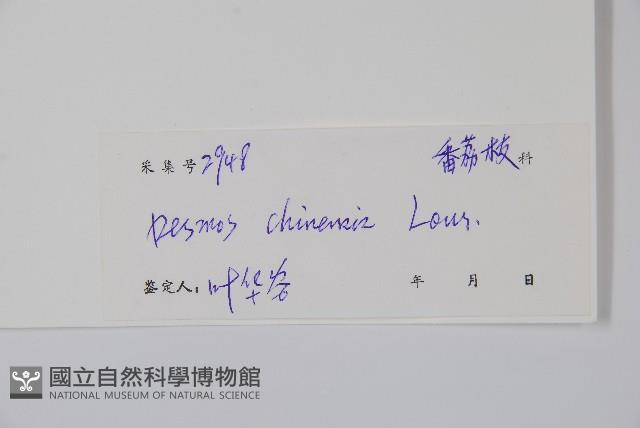 采集号 2948 番荔枝 科
Desmos chinensis Lour.
鉴定人: 叶华谷 年 月 日
國立自然科學博物館
NATIONAL MUSEUM OF NATURAL SCIENCE